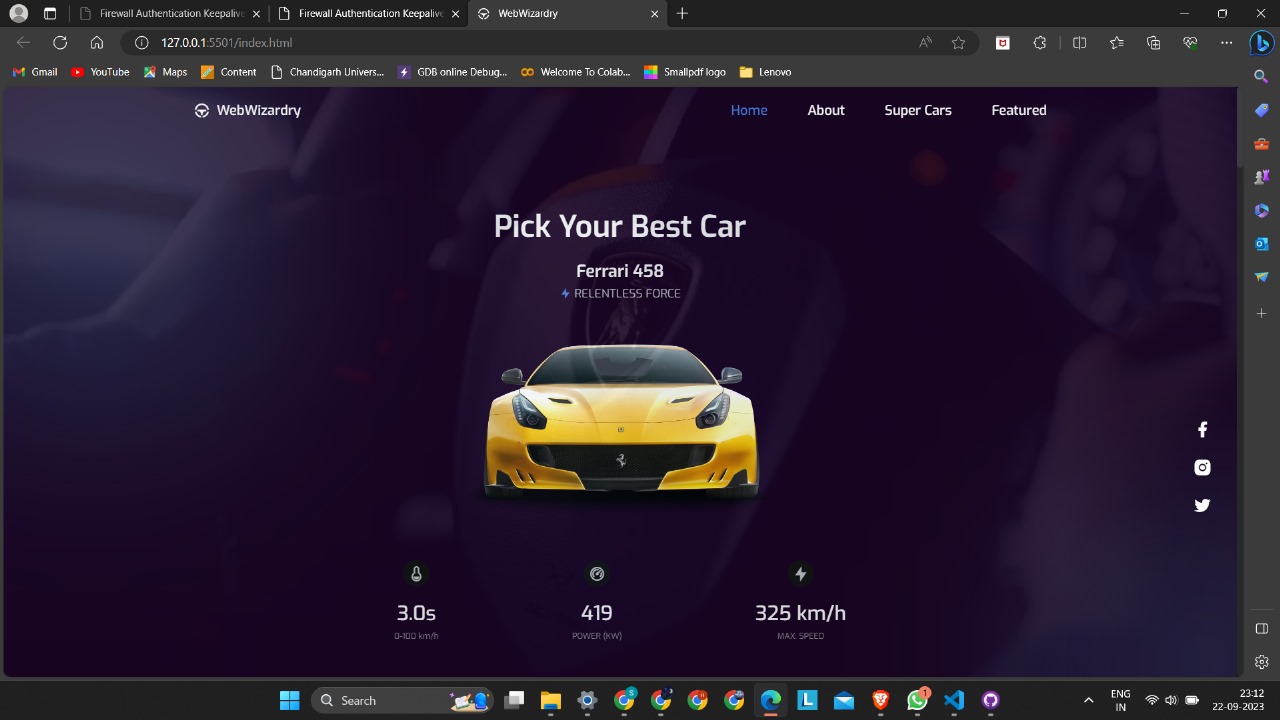 Firewall Authentication Keepalive
Firewall Authentication Keepalive
WebWizardry
127.0.0.1:5501/index.html
Gmail
YouTube
Maps
Content
Chandigarh Univers...
GDB online Debug...
Welcome To Colab...
Smallpdf logo
Lenovo
WebWizardry
Home
About
Super Cars
Featured
Pick Your Best Car
Ferrari 458
RELENTLESS FORCE
3.0s
0-100 km/h
419
POWER (KW)
325 km/h
MAX. SPEED
Search
ENG
IN
23:12
22-09-2023